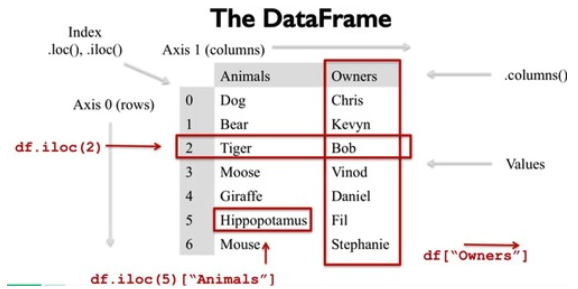 The DataFrame
Index
.loc(), .iloc()
Axis 1 (columns)
Animals Owners
.columns()
Axis 0 (rows)
0 Dog Chris
1 Bear Kevyn
df.iloc(2)
2 Tiger Bob
3 Moose Vinod
Values
4 Giraffe Daniel
5 Hippopotamus Fil
6 Mouse Stephanie
df["Owners"]
df.iloc(5)["Animals"]